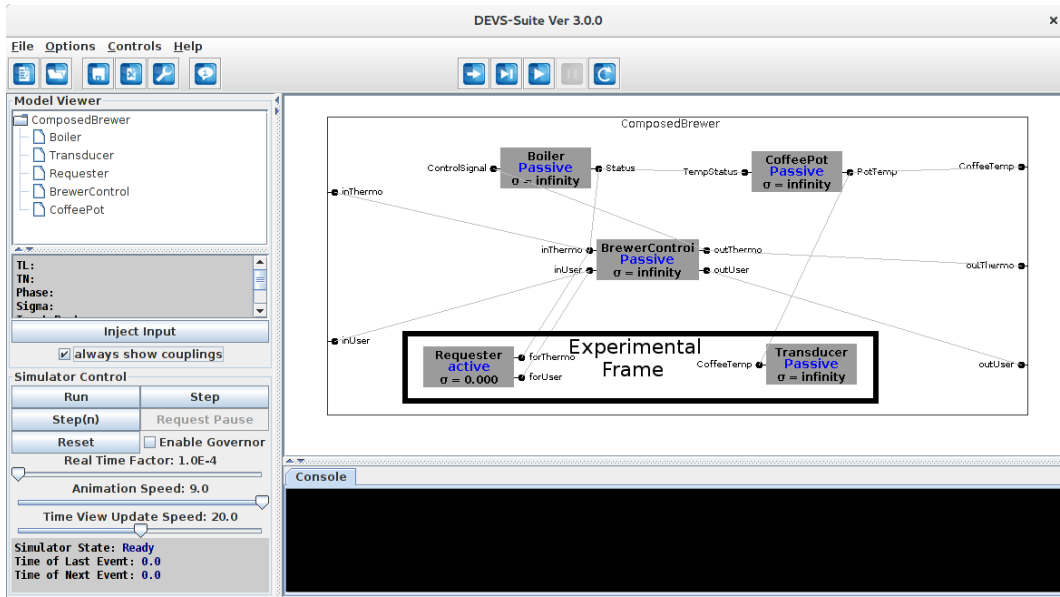 DEVS-Suite Ver 3.0.0
×
File Options Controls Help
Model Viewer
ComposedBrewer
Boiler
Transducer
Requester
BrewerControl
CoffeePot
TL:
TN:
Phase:
Sigma:
Inject Input
always show couplings
Simulator Control
Run Step
Step(n) Request Pause
Reset Enable Governor
Real Time Factor: 1.0E-4
Animation Speed: 9.0
Time View Update Speed: 20.0
Simulator State: Ready
Time of Last Event: 0.0
Time of Next Event: 0.0
ComposedBrewer
ControlSignal
Boiler
Passive
σ = infinity
Status
TempStatus
CoffeePot
Passive
σ = infinity
PotTemp
CoffeeTemp
inThermo
inThermo
inUser
BrewerControl
Passive
σ = infinity
outThermo
outUser
outThermo
inUser
Requester
active
σ = 0.000
forThermo
forUser
Experimental
Frame
CoffeeTemp
Transducer
Passive
σ = infinity
outUser
Console